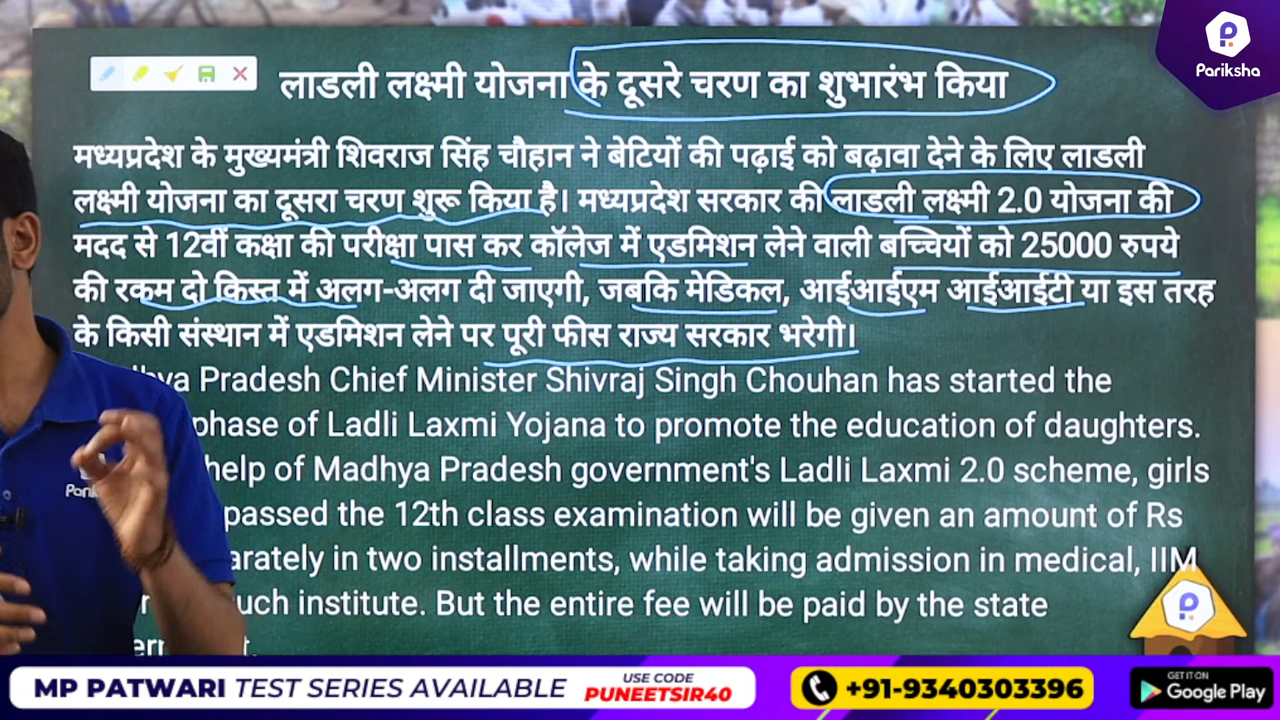 Pariksha
लाडली लक्ष्मी योजना के दूसरे चरण का शुभारंभ किया
मध्यप्रदेश के मुख्यमंत्री शिवराज सिंह चौहान ने बेटियों की पढ़ाई को बढ़ावा देने के लिए लाडली
लक्ष्मी योजना का दूसरा चरण शुरू किया है। मध्यप्रदेश सरकार की लाडली लक्ष्मी 2.0 योजना की
मदद से 12वीं कक्षा की परीक्षा पास कर कॉलेज में एडमिशन लेने वाली बच्चियों को 25000 रुपये
की रकम दो किस्त में अलग-अलग दी जाएगी, जबकि मेडिकल, आईआईएम आईआईटी या इस तरह
के किसी संस्थान में एडमिशन लेने पर पूरी फीस राज्य सरकार भरेगी।
Pradesh Chief Minister Shivraj Singh Chouhan has started the
phase of Ladli Laxmi Yojana to promote the education of daughters.
help of Madhya Pradesh government's Ladli Laxmi 2.0 scheme, girls
passed the 12th class examination will be given an amount of Rs
in two installments, while taking admission in medical, IIM
institute. But the entire fee will be paid by the state
MP PATWARI TEST SERIES AVAILABLE
USE CODE
PUNEETSIR40
+91-9340303396
GET IT ON
Google Play